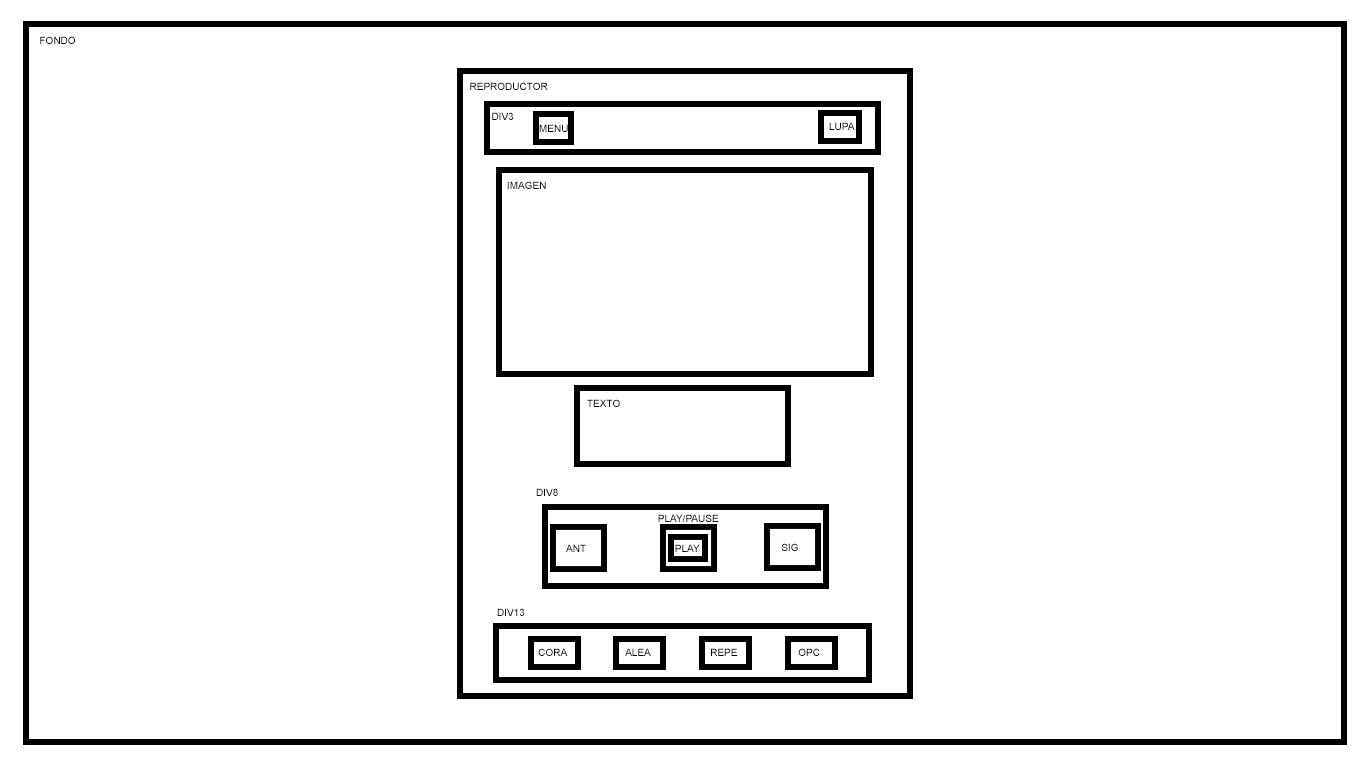 FONDO
REPRODUCTOR
DIV3
MENU
LUPA
IMAGEN
TEXTO
DIV8
PLAY/PAUSE
ANT
PLAY
SIG
DIV13
CORA
ALEA
REPE
OPC